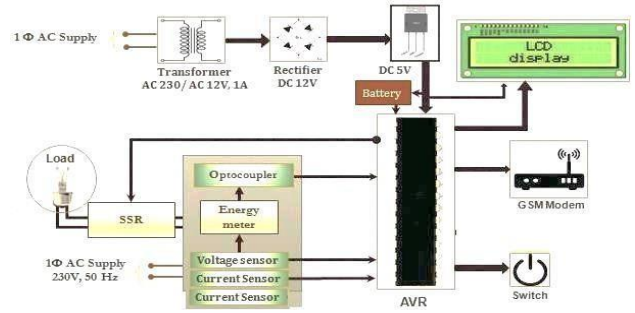 1 Φ AC Supply
Transformer
AC 230/ AC 12V, 1A
Rectifier
DC 12V
DC 5V
LCD
display
Battery
Load
Optocoupler
SSR
Energy
meter
GSM Modem
1Φ AC Supply
230V, 50 Hz
Voltage sensor
Current Sensor
Current Sensor
AVR
Switch